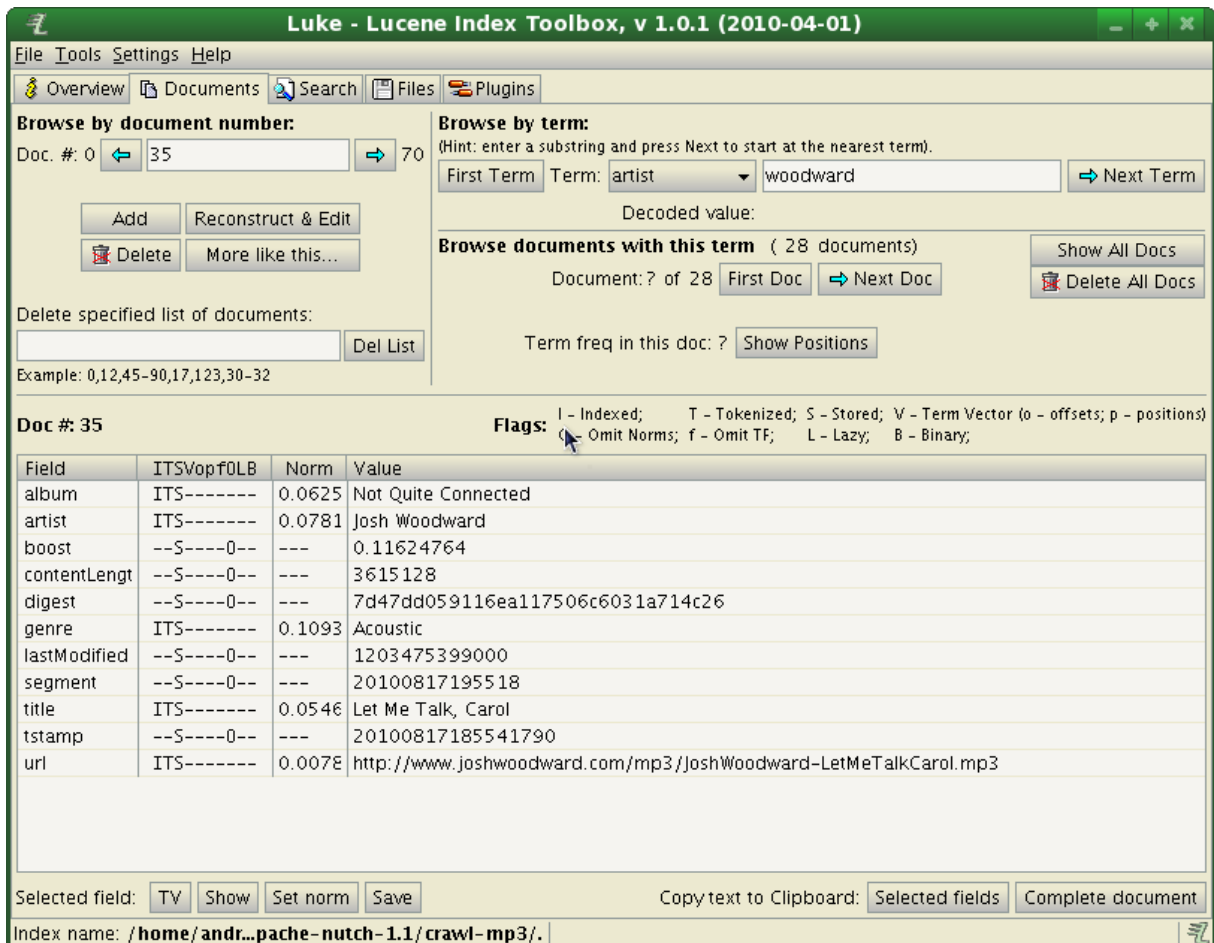 Luke - Lucene Index Toolbox, v 1.0.1 (2010-04-01)
File Tools Settings Help
Overview Documents Search Files Plugins
Browse by document number:
Doc. #: 0 35 70
Add Reconstruct & Edit
Delete More like this...
Delete specified list of documents:
Del List
Example: 0,12,45-90,17,123,30-32
Browse by term:
(Hint: enter a substring and press Next to start at the nearest term).
First Term Term: artist woodward Next Term
Decoded value:
Browse documents with this term ( 28 documents) Show All Docs
Document: ? of 28 First Doc Next Doc Delete All Docs
Term freq in this doc: ? Show Positions
Doc #: 35
Flags: I - Indexed; T - Tokenized; S - Stored; V - Term Vector (o - offsets; p - positions)
- Omit Norms; f - Omit TF; L - Lazy; B - Binary;
Field ITSVopf0LB Norm Value
album ITS------- 0.0625 Not Quite Connected
artist ITS------- 0.0781 Josh Woodward
boost --S----0-- --- 0.11624764
contentLengt --S----0-- --- 3615128
digest --S----0-- --- 7d47dd059116ea117506c6031a714c26
genre ITS------- 0.1093 Acoustic
lastModified --S----0-- --- 1203475399000
segment --S----0-- --- 20100817195518
title ITS------- 0.0546 Let Me Talk, Carol
tstamp --S----0-- --- 20100817185541790
url ITS------- 0.0078 http://www.joshwoodward.com/mp3/JoshWoodward-LetMeTalkCarol.mp3
Selected field: TV Show Set norm Save Copy text to Clipboard: Selected fields Complete document
Index name: /home/andr...pache-nutch-1.1/crawl-mp3/.